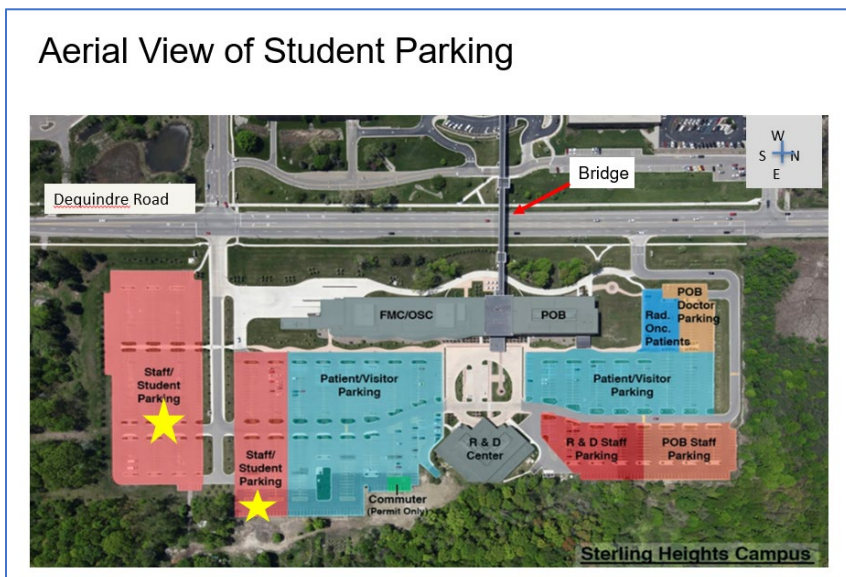 Aerial View of Student Parking
W
S N
E
Bridge
Dequindre Road
FMC/OSC
POB
POB
Doctor
Parking
Rad.
Onc.
Patients
Staff/
Student
Parking
Patient/Visitor
Parking
Patient/Visitor
Parking
Staff/
Student
Parking
R & D
Center
R & D Staff
Parking
POB Staff
Parking
Commuter
(Permit Only)
Sterling Heights Campus